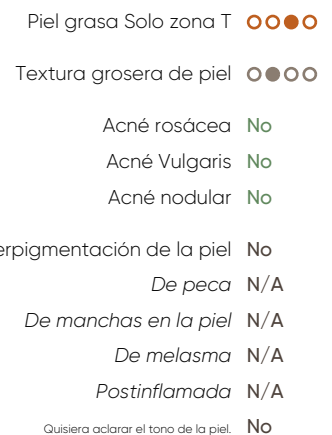 Piel grasa Solo zona T
Textura grosera de piel
Acné rosácea No
Acné Vulgaris No
Acné nodular No
erpigmentación de la piel No
De peca N/A
De manchas en la piel N/A
De melasma N/A
Postinflamada N/A
Quisiera aclarar el tono de la piel. No